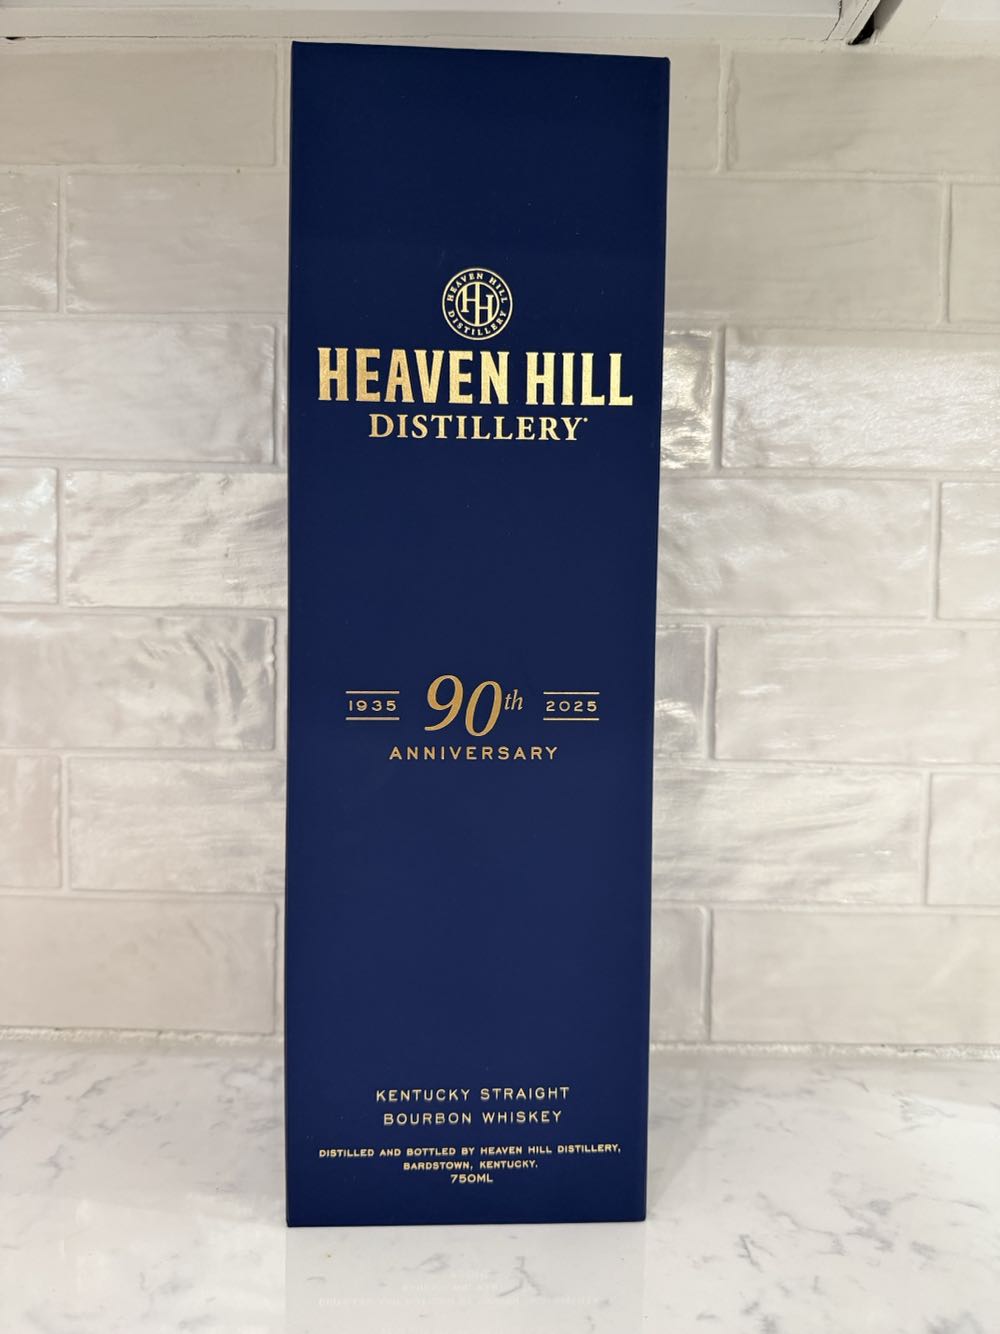 HEAVEN HILL
DISTILLERY
HH
HEAVEN HILL
DISTILLERY
1935 90th 2025
ANNIVERSARY
KENTUCKY STRAIGHT
BOURBON WHISKEY
DISTILLED AND BOTTLED BY HEAVEN HILL DISTILLERY,
BARDSTOWN, KENTUCKY.
750ML